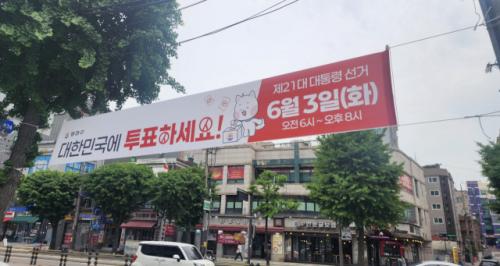 대한민국에 투표하세요!
제21대 대통령 선거
6월 3일(화)
오전 6시 ~ 오후 8시